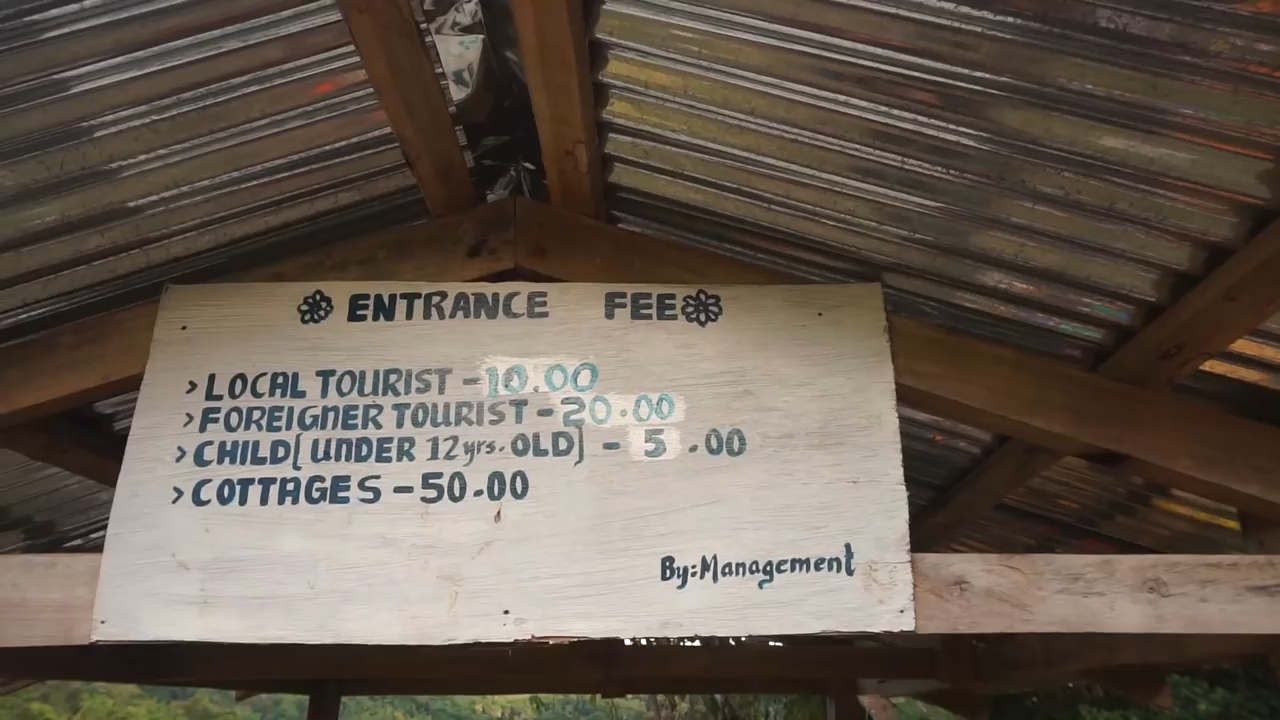 ENTRANCE FEE
> LOCAL TOURIST - 10.00
> FOREIGNER TOURIST - 20.00
> CHILD [UNDER 12yrs. OLD] - 5.00
> COTTAGES - 50.00
By: Management